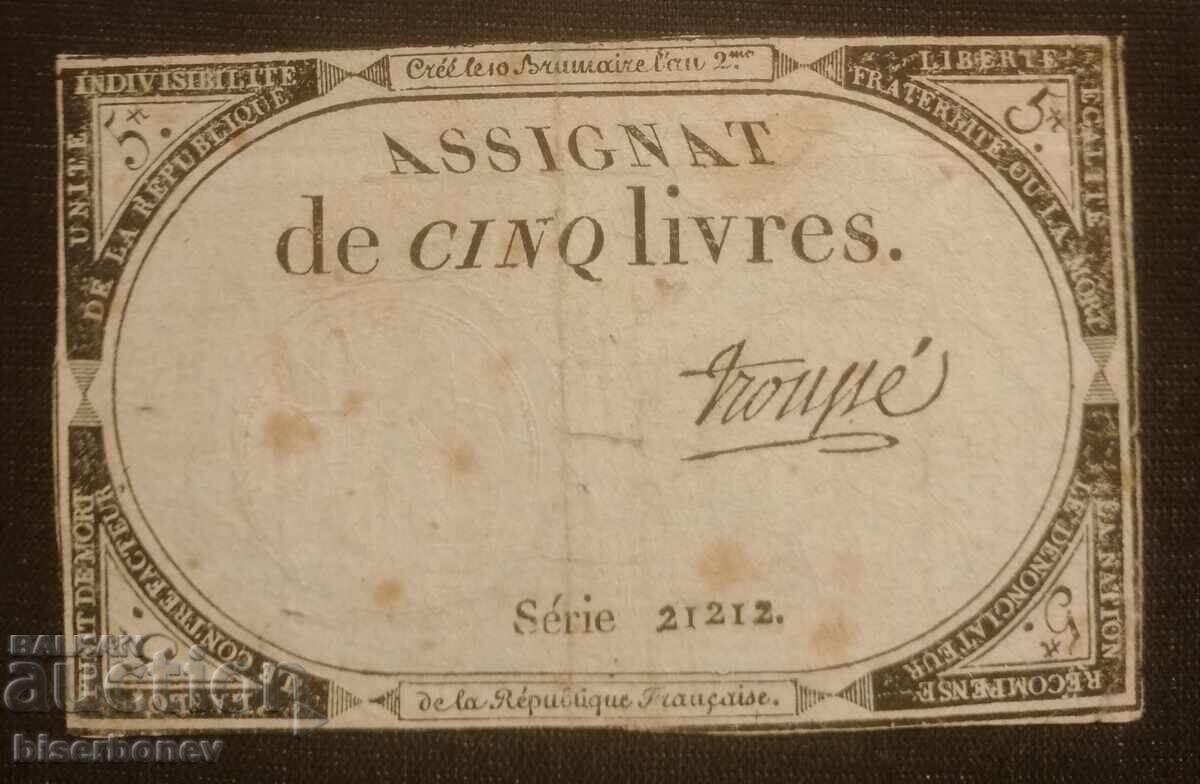 Créé le 10 Brumaire l'an 2.me
UNITÉ INDIVISIBILITÉ
DE LA RÉPUBLIQUE
5#.
LIBERTÉ ÉGALITÉ
FRATERNITÉ OU LA MORT
5#.
ASSIGNAT
de CINQ livres.
Troupé
Série 21212.
LA LOI PUNIT DE MORT
LE CONTREFACTEUR
LA NATION RÉCOMPENSE
LE DÉNONCIATEUR
5#.
de la République Française.
BALKAN
auction
biserbonev